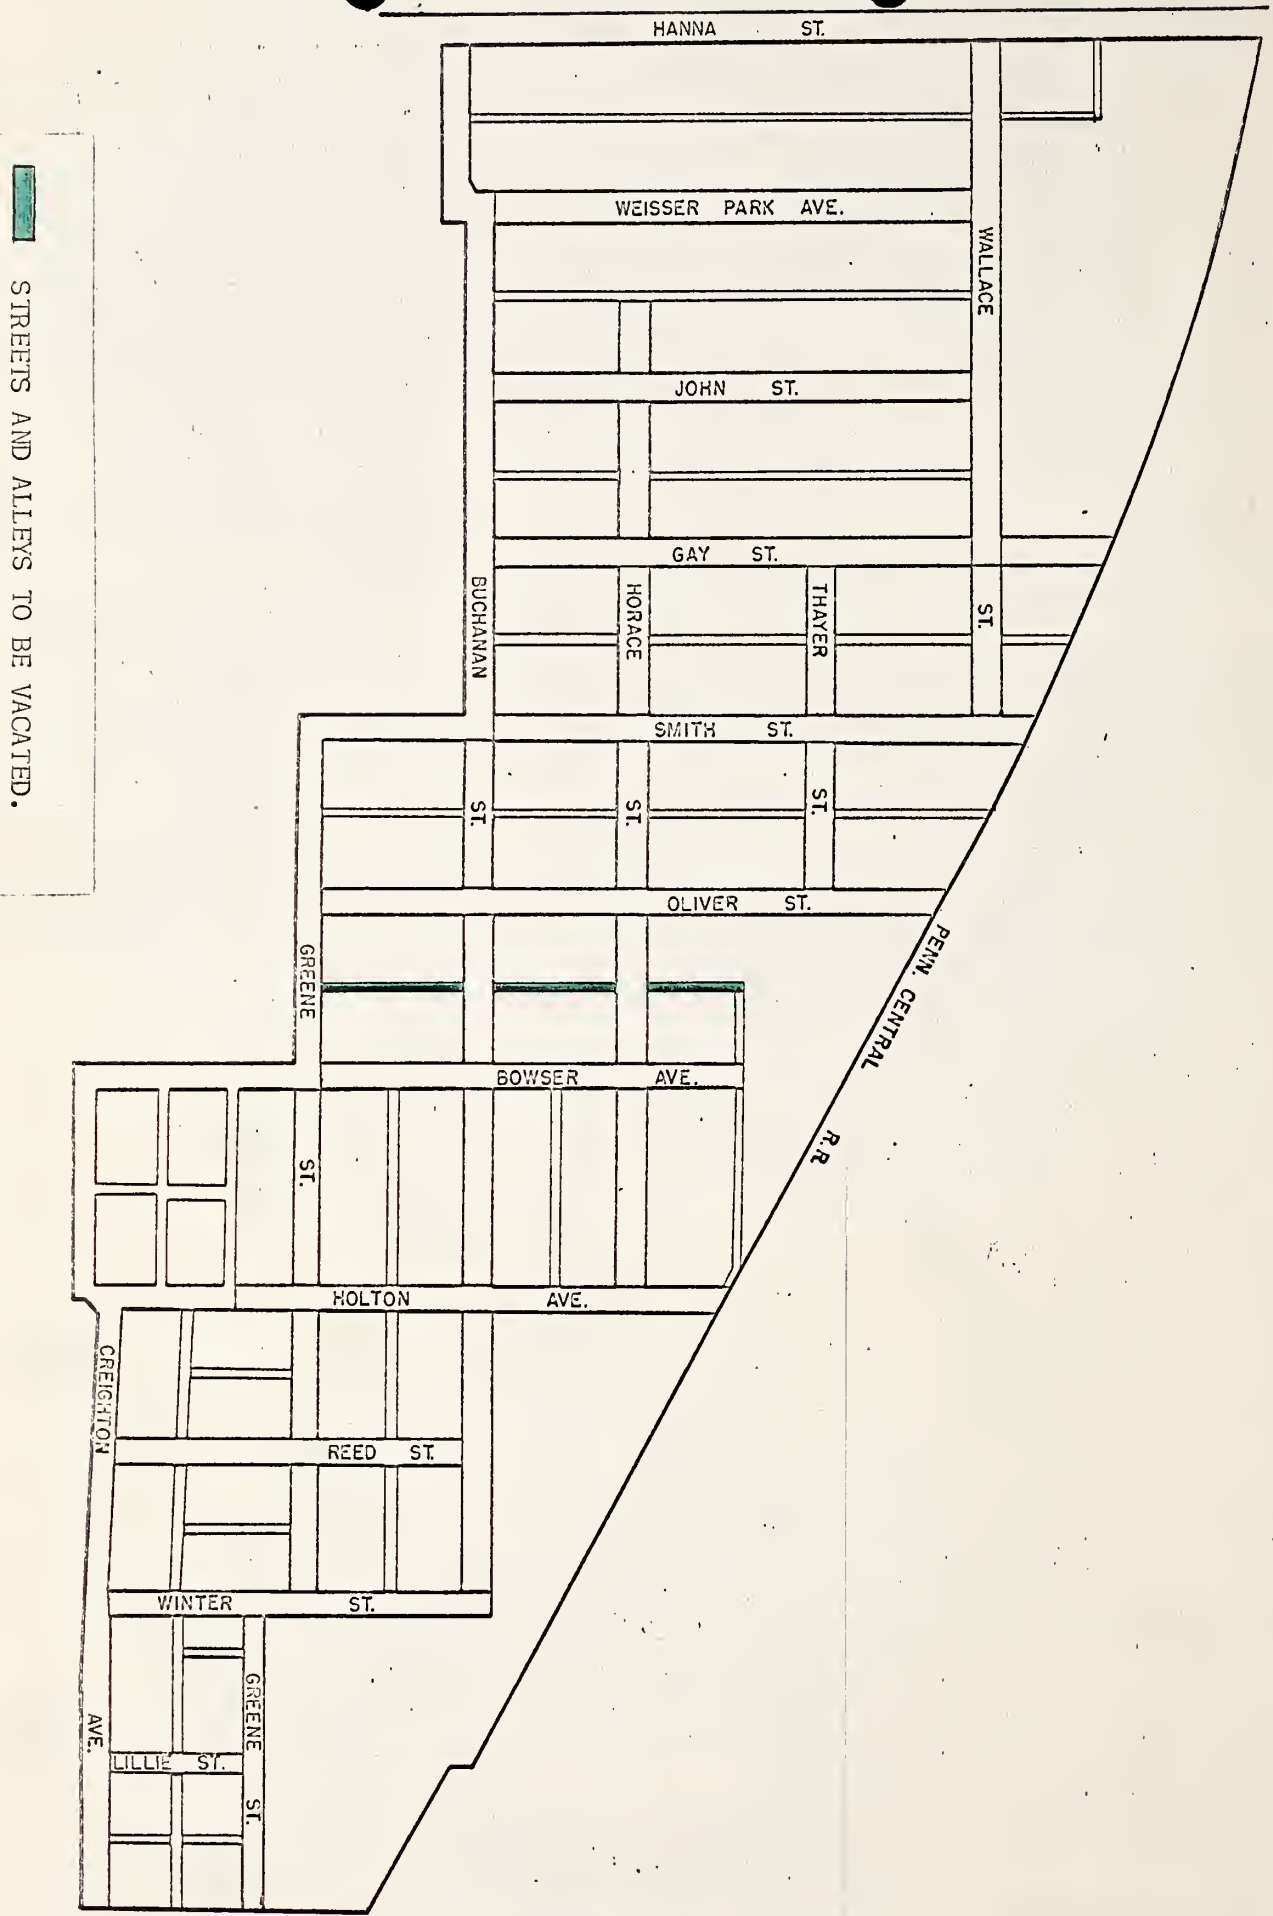 HANNA ST.
WEISSER PARK AVE.
WALLACE ST.
JOHN ST.
GAY ST.
BUCHANAN ST.
HORACE ST.
THAYER ST.
SMITH ST.
OLIVER ST.
GREENE ST.
PENN. CENTRAL R.R.
BOWSER AVE.
HOLTON AVE.
CREIGHTON AVE.
REED ST.
WINTER ST.
GREENE ST.
LILLIE ST.
STREETS AND ALLEYS TO BE VACATED.